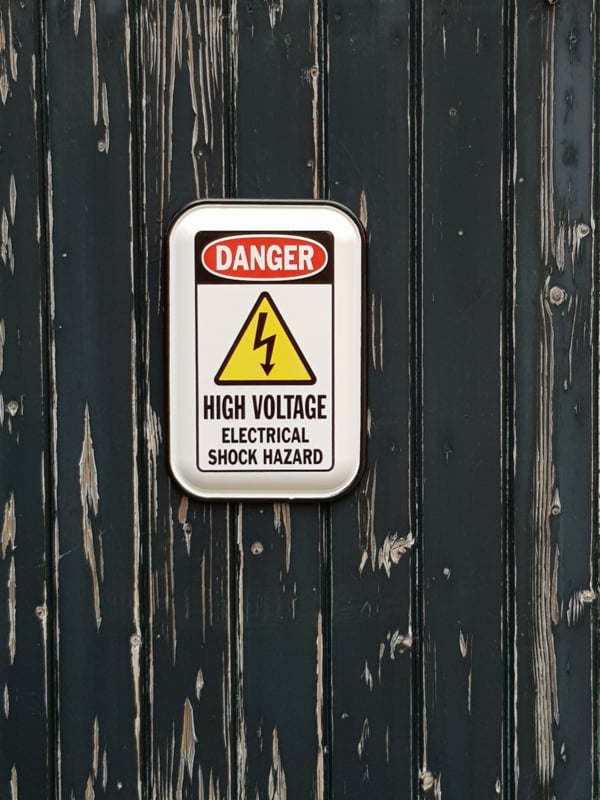 DANGER
HIGH VOLTAGE
ELECTRICAL
SHOCK HAZARD